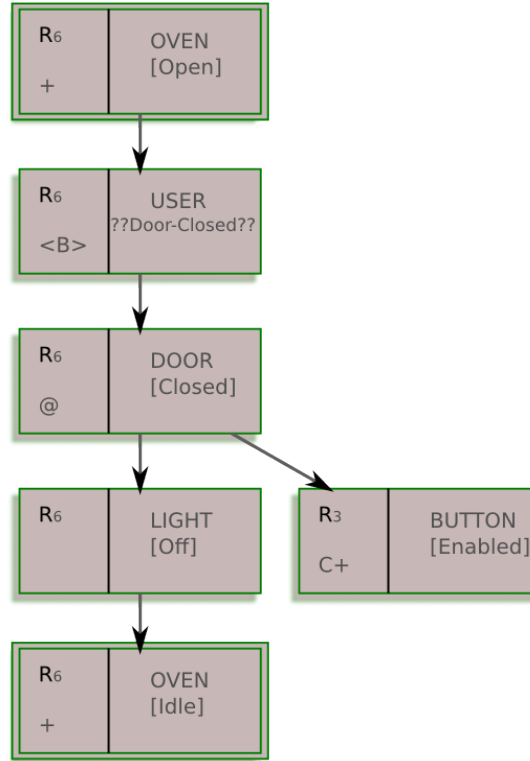 R6
OVEN
[Open]
+
R6
USER
??Door-Closed??
<B>
R6
DOOR
[Closed]
@
R6
LIGHT
[Off]
R3
BUTTON
[Enabled]
C+
R6
OVEN
[Idle]
+